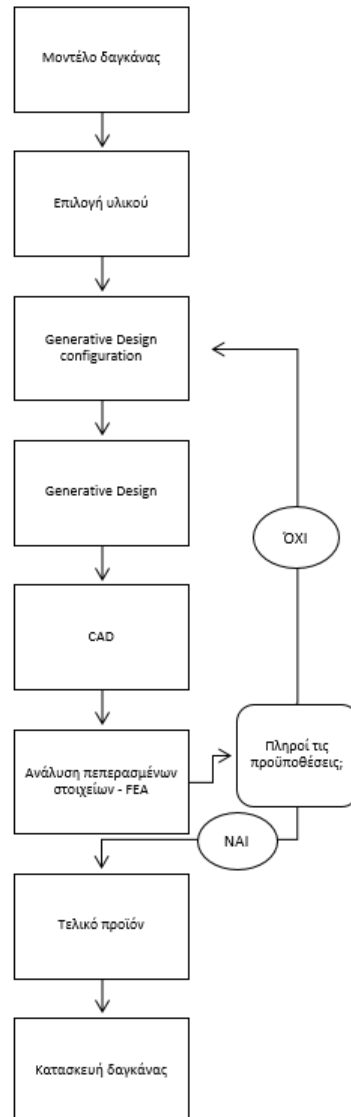 Μοντέλο δαγκάνας
Επιλογή υλικού
Generative Design
configuration
Generative Design
ΌΧΙ
CAD
Ανάλυση πεπερασμένων
στοιχείων - FEA
Πληροί τις
προϋποθέσεις;
ΝΑΙ
Τελικό προϊόν
Κατασκευή δαγκάνας